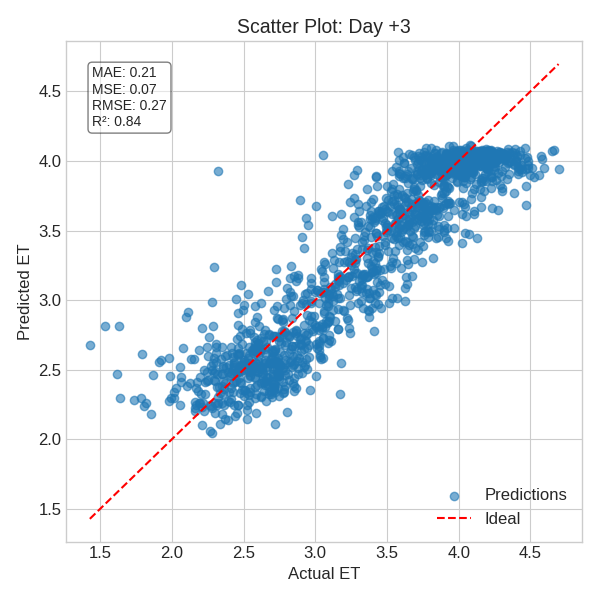 Scatter Plot: Day +3
MAE: 0.21
MSE: 0.07
RMSE: 0.27
R²: 0.84
4.5
4.0
3.5
3.0
2.5
2.0
1.5
Predicted ET
1.5 2.0 2.5 3.0 3.5 4.0 4.5
Actual ET
Predictions
Ideal